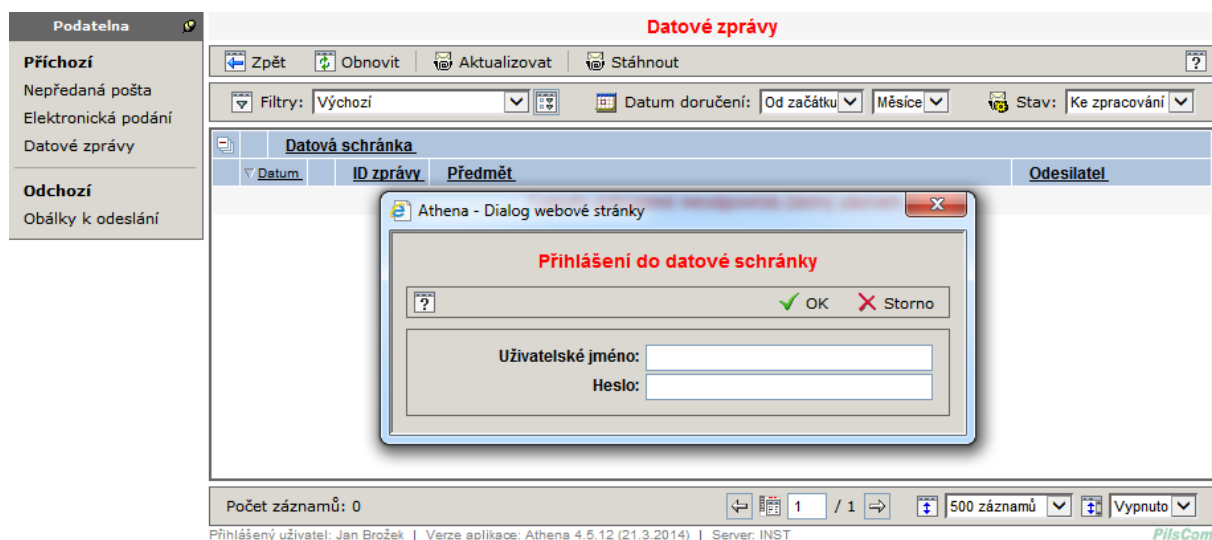 Podatelna
Příchozí
Nepředaná pošta
Elektronická podání
Datové zprávy
Odchozí
Obálky k odeslání
Datové zprávy
Zpět Obnovit Aktualizovat Stáhnout ?
Filtry: Výchozí Datum doručení: Od začátku Měsíce Stav: Ke zpracování
Datová schránka
Datum ID zprávy Předmět Odesilatel
Athena - Dialog webové stránky
Přihlášení do datové schránky
? OK Storno
Uživatelské jméno:
Heslo:
Počet záznamů: 0 1 / 1 500 záznamů Vypnuto
Přihlášený uživatel: Jan Brožek | Verze aplikace: Athena 4.5.12 (21.3.2014) | Server: INST PilsCom